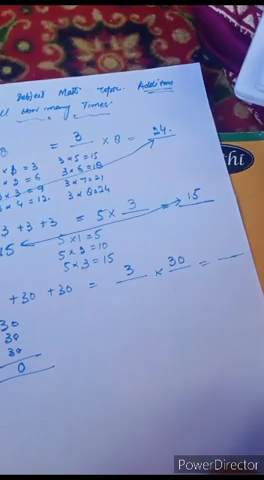 Subject Math Topic Addition
How many Times
8 = 3 × 8 = 24.
× 1 = 3 3×5=15
× 2 = 6 3×6=18
3×3=9 3×7=21
3×4=12. 3×8=24
3 + 3 + 3 = 5× 3 = 15
15
5×1=5
5×2=10
5×3=15
+30 +30 = 3 × 30 = __
30
30
30
0
hi
PowerDirector